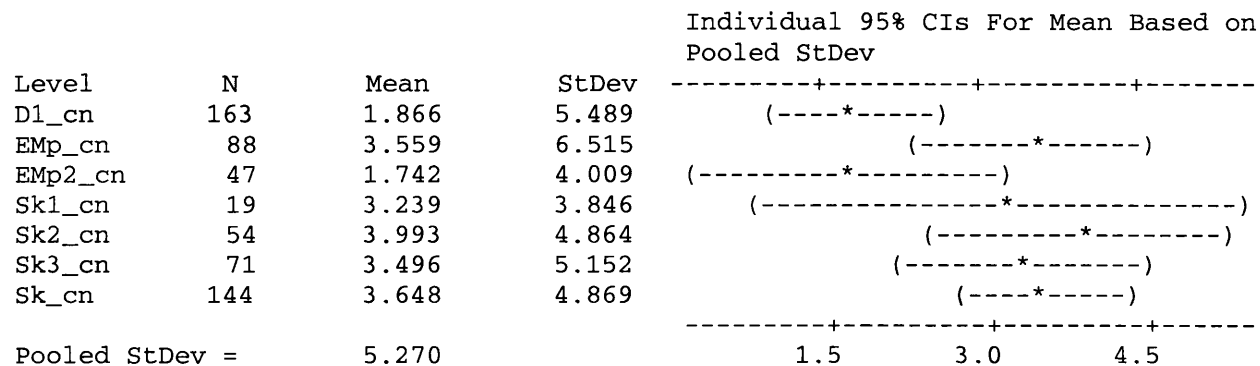 Individual 95% CIs For Mean Based on
                                            Pooled StDev
Level        N        Mean       StDev  ---------+---------+---------+-------
D1_cn      163       1.866       5.489        (----*-----)
EMp_cn      88       3.559       6.515                 (-------*------)
EMp2_cn     47       1.742       4.009   (---------*---------)
Sk1_cn      19       3.239       3.846       (---------------*--------------)
Sk2_cn      54       3.993       4.864                  (----------*--------)
Sk3_cn      71       3.496       5.152                (-------*-------)
Sk_cn      144       3.648       4.869                    (----*-----)
                                         ---------+---------+---------+-------
Pooled StDev =       5.270                      1.5       3.0       4.5